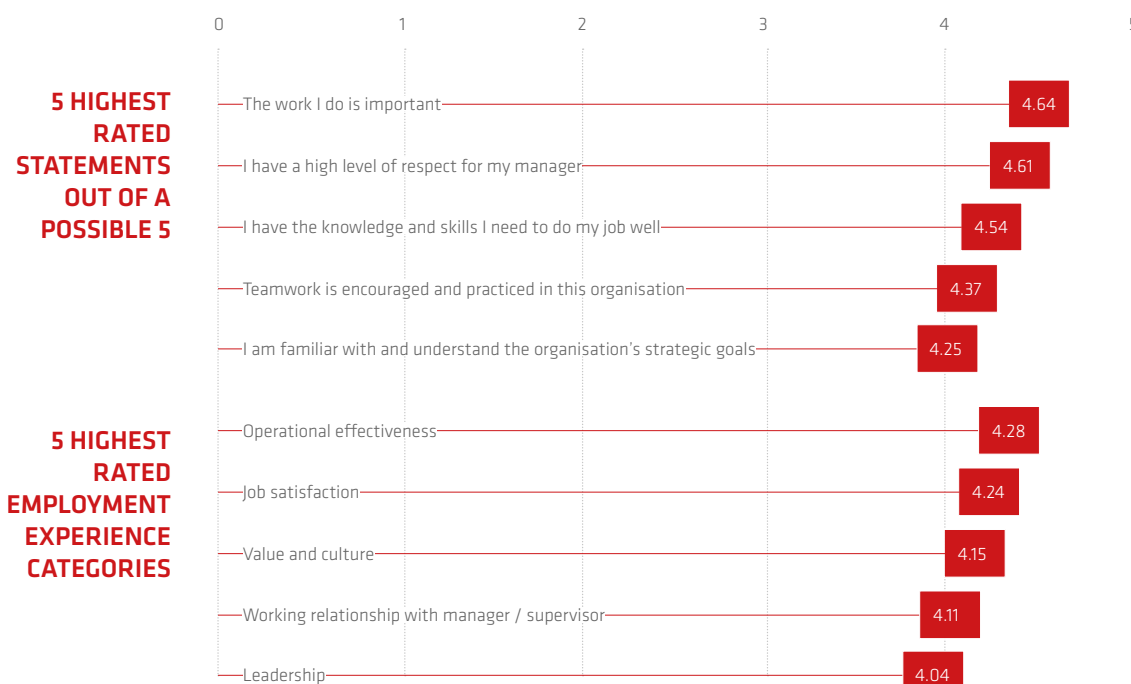 0 1 2 3 4 5
5 HIGHEST
RATED
STATEMENTS
OUT OF A
POSSIBLE 5
The work I do is important 4.64
I have a high level of respect for my manager 4.61
I have the knowledge and skills I need to do my job well 4.54
Teamwork is encouraged and practiced in this organisation 4.37
I am familiar with and understand the organisation’s strategic goals 4.25
5 HIGHEST
RATED
EMPLOYMENT
EXPERIENCE
CATEGORIES
Operational effectiveness 4.28
Job satisfaction 4.24
Value and culture 4.15
Working relationship with manager / supervisor 4.11
Leadership 4.04